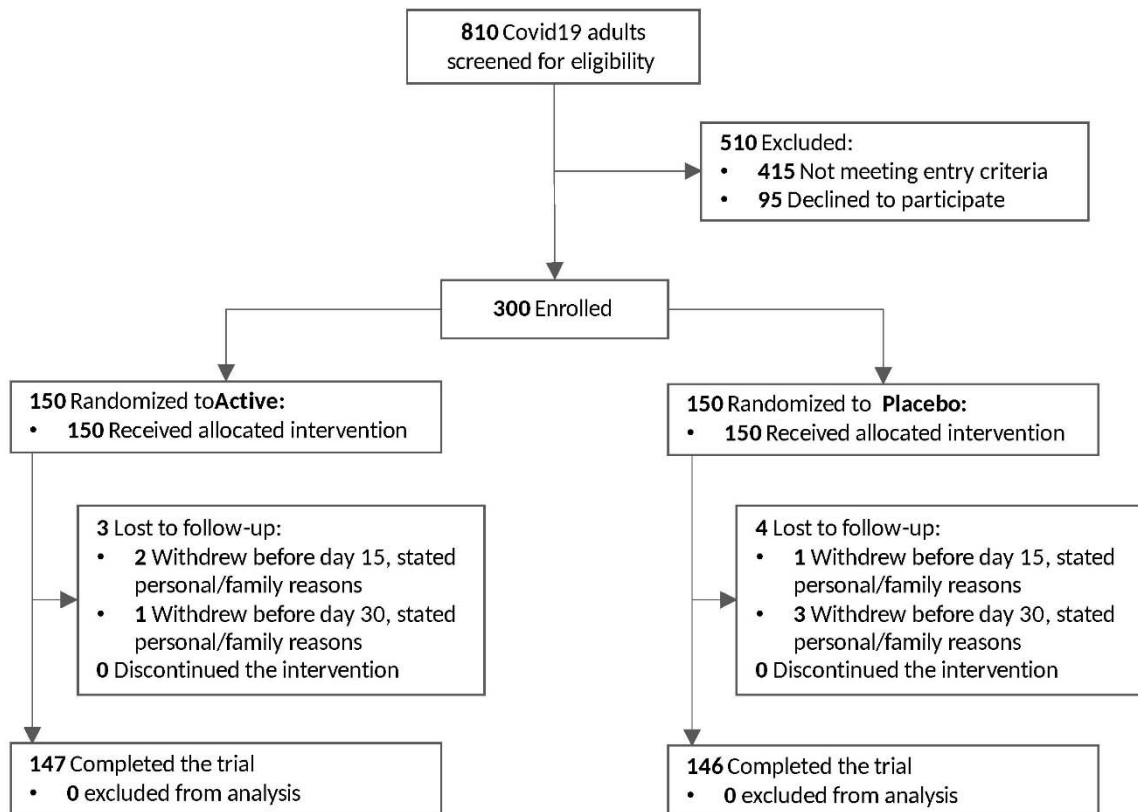 810 Covid19 adults
screened for eligibility
510 Excluded:
• 415 Not meeting entry criteria
• 95 Declined to participate
300 Enrolled
150 Randomized toActive:
• 150 Received allocated intervention
150 Randomized to Placebo:
• 150 Received allocated intervention
3 Lost to follow-up:
• 2 Withdrew before day 15, stated
personal/family reasons
• 1 Withdrew before day 30, stated
personal/family reasons
0 Discontinued the intervention
4 Lost to follow-up:
• 1 Withdrew before day 15, stated
personal/family reasons
• 3 Withdrew before day 30, stated
personal/family reasons
0 Discontinued the intervention
147 Completed the trial
• 0 excluded from analysis
146 Completed the trial
• 0 excluded from analysis